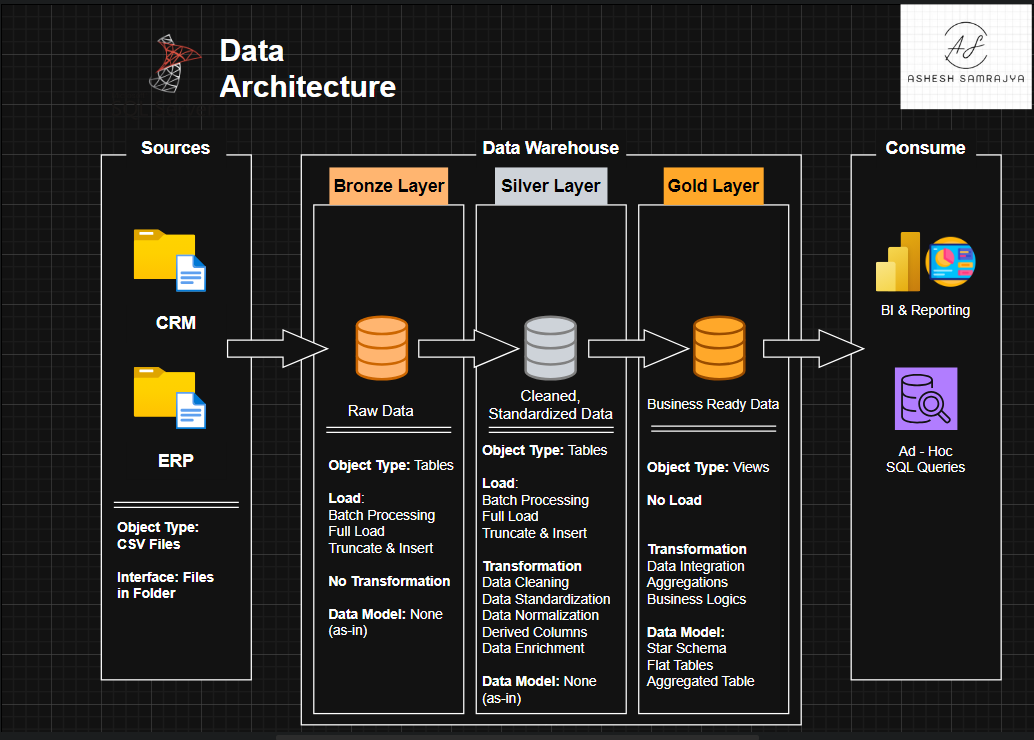 Data
Architecture
AS
ASHESH SAMRAJYA
Sources
CRM
ERP
Object Type:
CSV Files
Interface: Files
in Folder
Data Warehouse
Bronze Layer
Raw Data
Object Type: Tables
Load:
Batch Processing
Full Load
Truncate & Insert
No Transformation
Data Model: None
(as-in)
Silver Layer
Cleaned,
Standardized Data
Object Type: Tables
Load:
Batch Processing
Full Load
Truncate & Insert
Transformation
Data Cleaning
Data Standardization
Data Normalization
Derived Columns
Data Enrichment
Data Model: None
(as-in)
Gold Layer
Business Ready Data
Object Type: Views
No Load
Transformation
Data Integration
Aggregations
Business Logics
Data Model:
Star Schema
Flat Tables
Aggregated Table
Consume
BI & Reporting
Ad - Hoc
SQL Queries